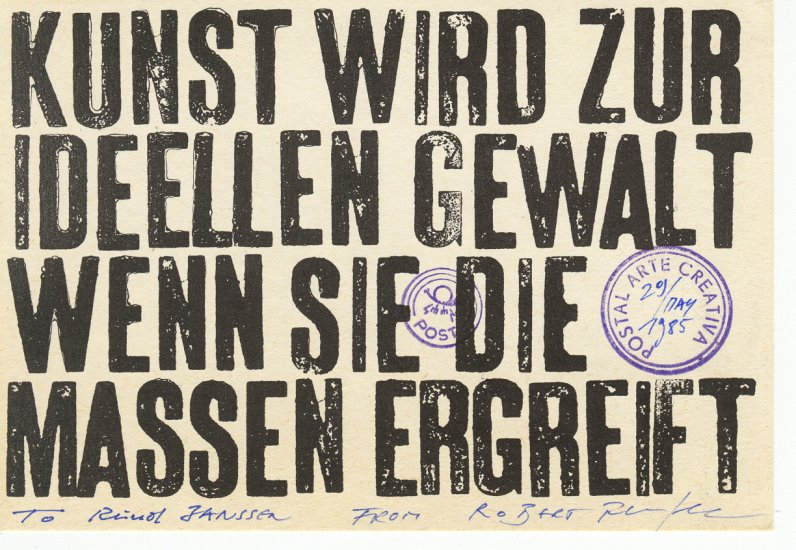 KUNST WIRD ZUR
IDEELLEN GEWALT
WENN SIE DIE
MASSEN ERGREIFT
POST
POSTAL ARTE CREATIVA
29/MAY
1985
TO RUUD JANSSEN FROM ROBERT